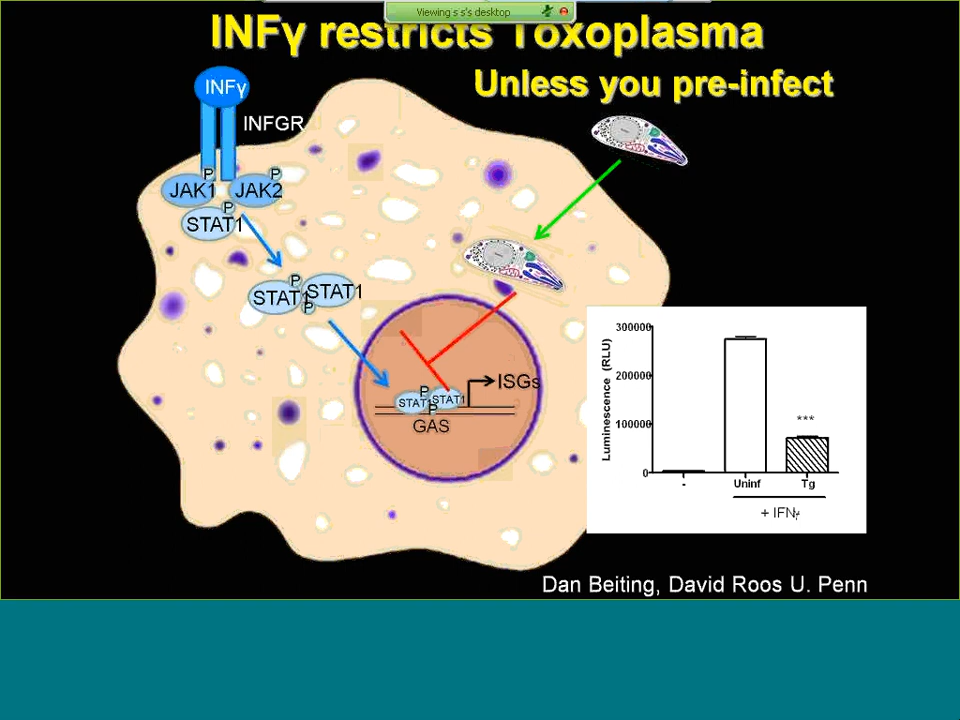 Viewing s s's desktop
INFγ restricts Toxoplasma
Unless you pre-infect
INFγ
INFGR
P
P
JAK1
JAK2
P
STAT1
P
STAT1
STAT1
P
P
STAT1
STAT1
P
ISGs
GAS
Luminescence (RLU)
300000
200000
100000
0
***
-
Uninf
Tg
+ IFNγ
Dan Beiting, David Roos U. Penn